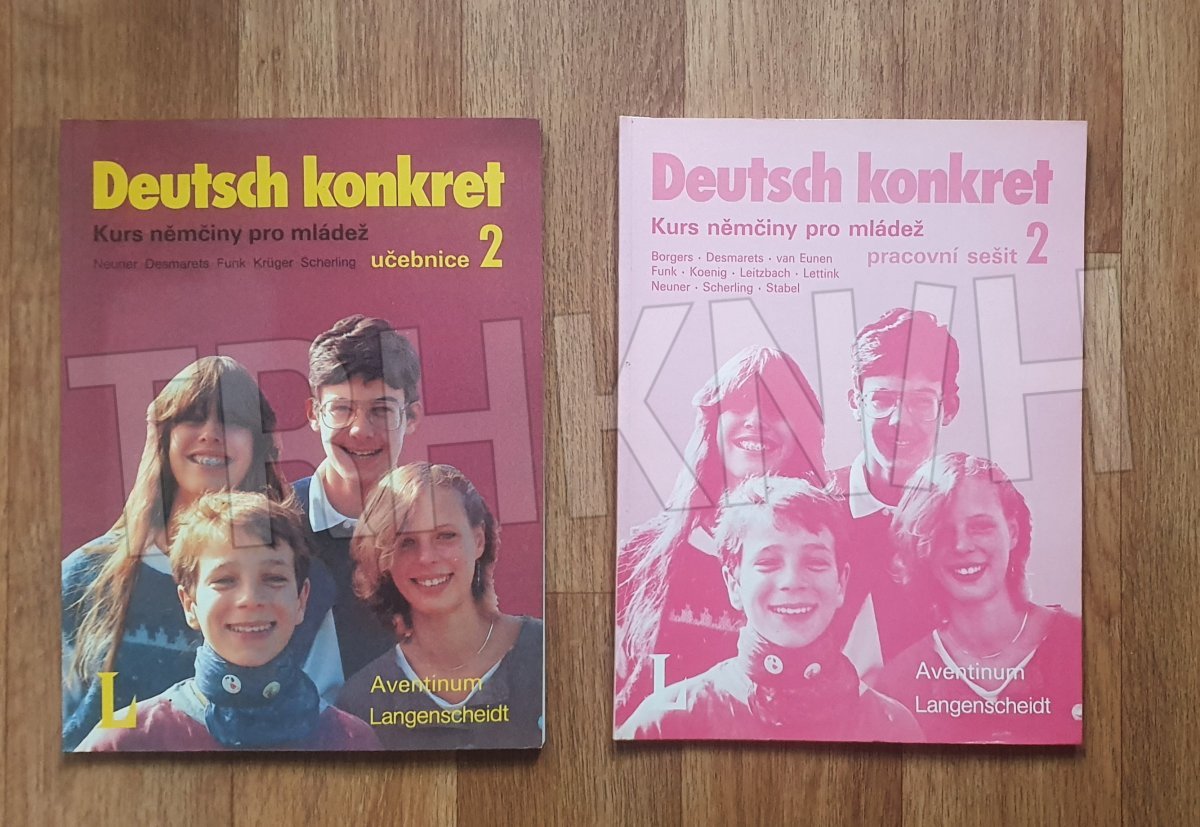 Deutsch konkret
Kurs němčiny pro mládež
Neuner Desmarets Funk Krüger Scherling
učebnice 2
L
Aventinum
Langenscheidt
Deutsch konkret
Kurs němčiny pro mládež
Borgers · Desmarets · van Eunen
Funk · Koenig · Leitzbach · Lettink
Neuner · Scherling · Stabel
pracovní sešit 2
L
Aventinum
Langenscheidt
TRHKNIH